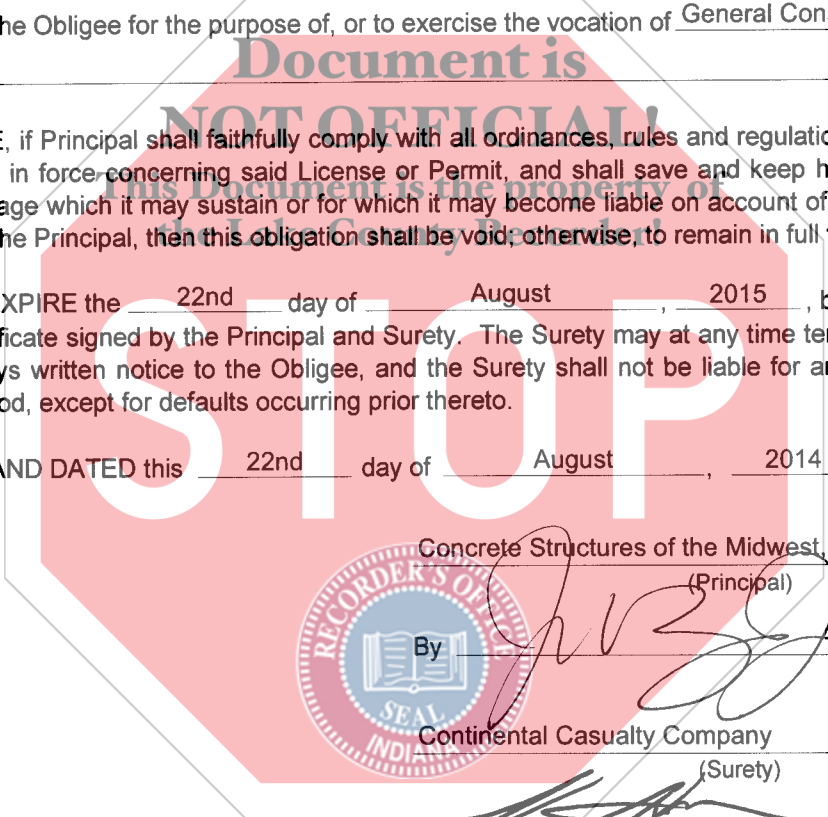 he Obligee for the purpose of, or to exercise the vocation of General Con
Document is
NOT OFFICIAL!
E, if Principal shall faithfully comply with all ordinances, rules and regulatio
in force concerning said License or Permit, and shall save and keep h
This Document is the property of
age which it may sustain or for which it may become liable on account of
the Lake County Recorder!
he Principal, then this obligation shall be void; otherwise, to remain in full
XPIRE the 22nd day of August, 2015, b
ficate signed by the Principal and Surety. The Surety may at any time ter
ys written notice to the Obligee, and the Surety shall not be liable for an
od, except for defaults occurring prior thereto.
STOP
AND DATED this 22nd day of August, 2014
Concrete Structures of the Midwest,
(Principal)
RECORDER'S OFFICE
By
SEAL
INDIANA
Continental Casualty Company
(Surety)